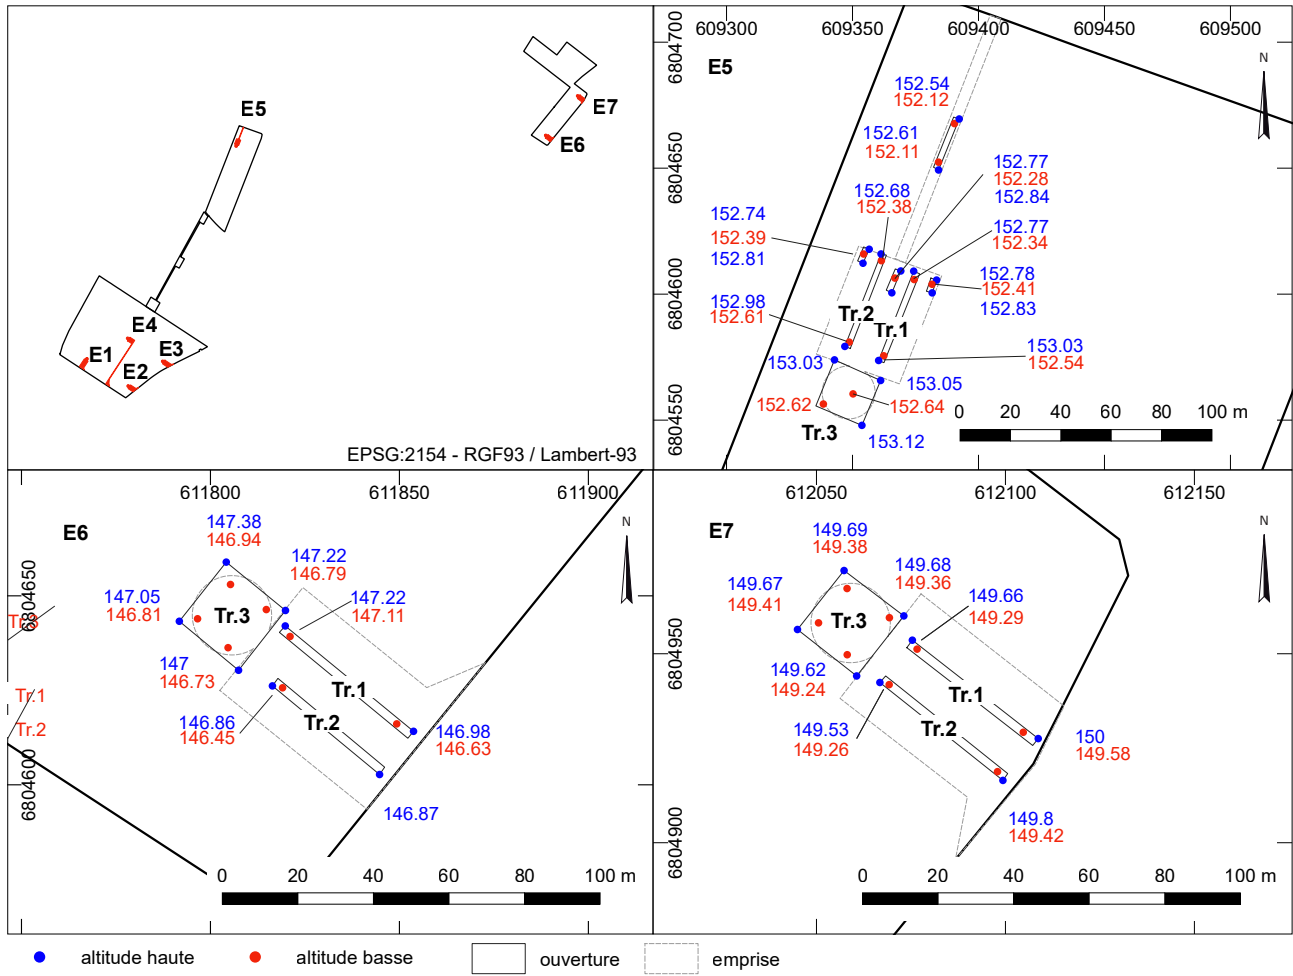 E5
E7
E6
E4
E1
E3
E2
EPSG:2154 - RGF93 / Lambert-93
609300
609350
609400
609450
609500
6804700
6804650
6804600
6804550
E5
N
152.54
152.12
152.61
152.11
152.77
152.28
152.84
152.68
152.38
152.74
152.39
152.81
152.77
152.34
152.78
152.41
152.83
152.98
152.61
Tr.2
Tr.1
153.03
152.54
153.03
153.05
152.62
152.64
Tr.3
153.12
0 20 40 60 80 100 m
611800
611850
611900
6804650
6804600
E6
N
147.38
146.94
147.22
146.79
147.05
146.81
147.22
147.11
Tr.3
147
146.73
Tr.1
Tr.2
146.86
146.45
146.98
146.63
146.87
Tr.1
Tr.2
0 20 40 60 80 100 m
612050
612100
612150
6804950
6804900
E7
N
149.69
149.38
149.68
149.36
149.67
149.41
149.66
149.29
Tr.3
149.62
149.24
Tr.1
Tr.2
149.53
149.26
150
149.58
149.8
149.42
0 20 40 60 80 100 m
altitude haute
altitude basse
ouverture
emprise